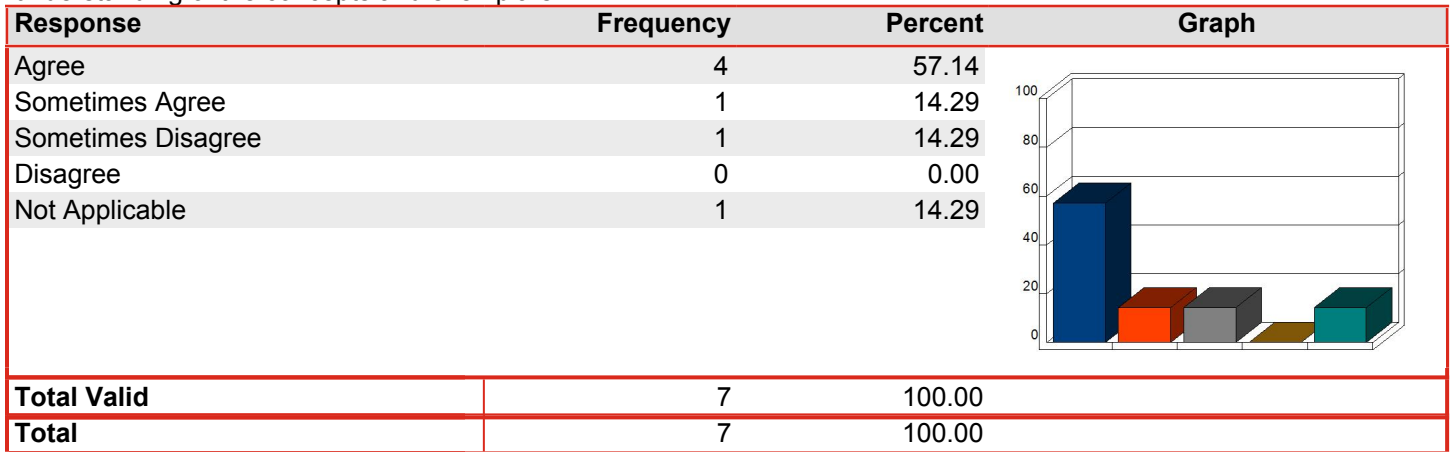 Response Frequency Percent Graph
Agree 4 57.14
Sometimes Agree 1 14.29
Sometimes Disagree 1 14.29
Disagree 0 0.00
Not Applicable 1 14.29
100
80
60
40
20
0
Total Valid 7 100.00
Total 7 100.00